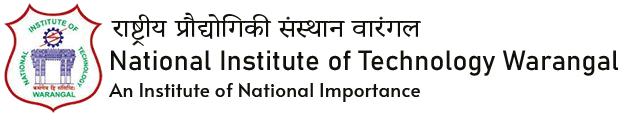 राष्ट्रीय प्रौद्योगिकी संस्थान वारंगल
National Institute of Technology Warangal
An Institute of National Importance
NATIONAL INSTITUTE OF TECHNOLOGY
WARANGAL